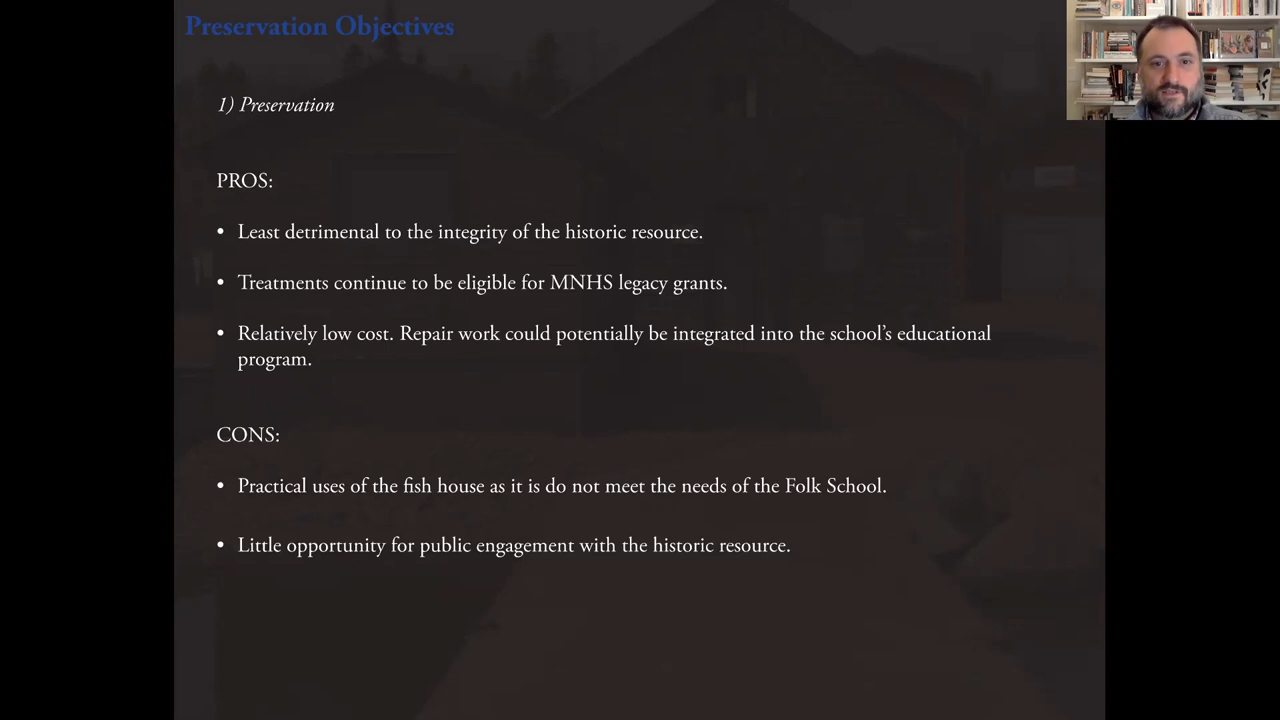 Preservation Objectives
1) Preservation
PROS:
• Least detrimental to the integrity of the historic resource.
• Treatments continue to be eligible for MNHS legacy grants.
• Relatively low cost. Repair work could potentially be integrated into the school’s educational
program.
CONS:
• Practical uses of the fish house as it is do not meet the needs of the Folk School.
• Little opportunity for public engagement with the historic resource.